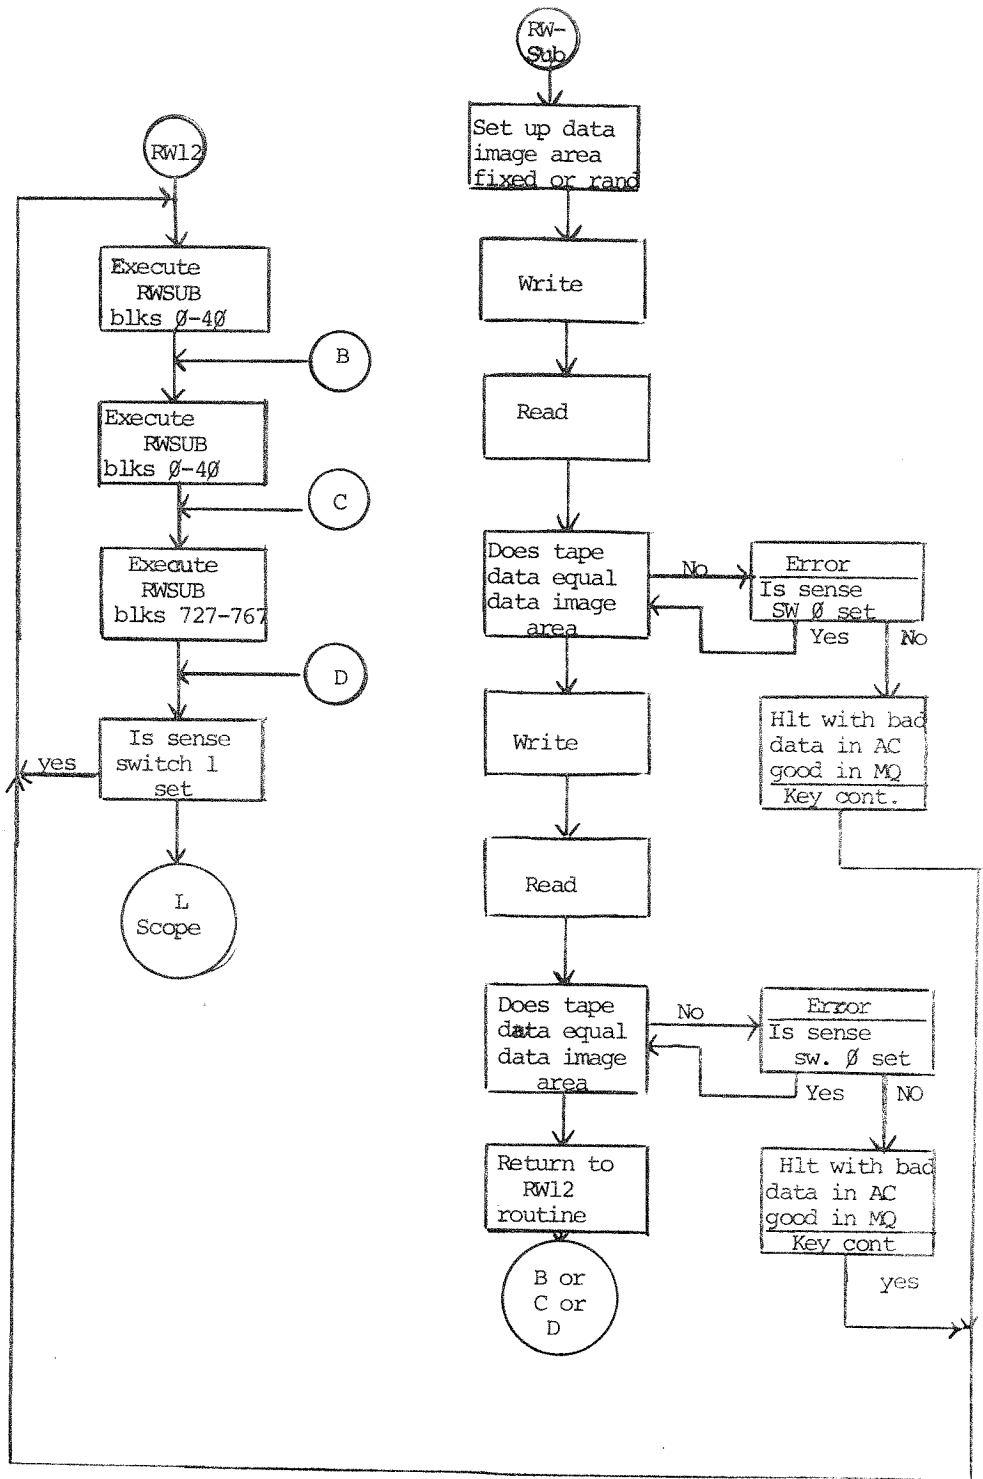 RW12
Execute
RWSUB
blks Ø-4Ø
B
Execute
RWSUB
blks Ø-4Ø
C
Execute
RWSUB
blks 727-767
D
Is sense
switch 1
set
yes
L
Scope
RW-
Sub
Set up data
image area
fixed or rand
Write
Read
Does tape
data equal
data image
area
No
Error
Is sense
SW Ø set
Yes
No
Hlt with bad
data in AC
good in MQ
Key cont.
Write
Read
Does tape
data equal
data image
area
No
Error
Is sense
sw. Ø set
Yes
NO
Hlt with bad
data in AC
good in MQ
Key cont
yes
Return to
RW12
routine
B or
C or
D